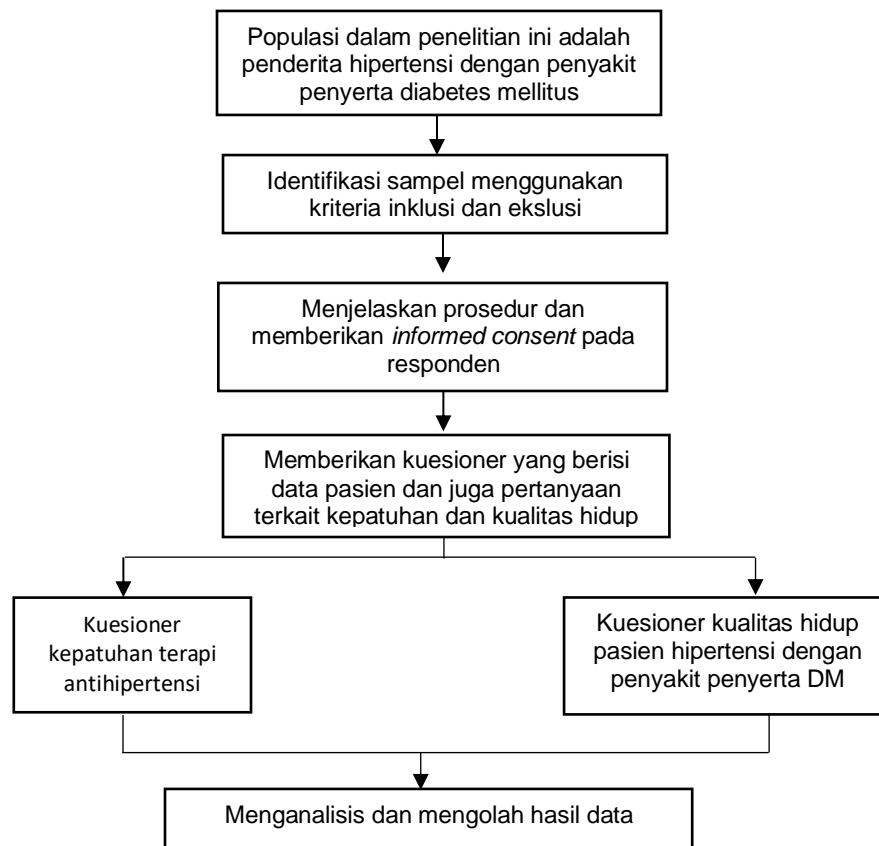 Populasi dalam penelitian ini adalah
penderita hipertensi dengan penyakit
penyerta diabetes mellitus
Identifikasi sampel menggunakan
kriteria inklusi dan ekslusi
Menjelaskan prosedur dan
memberikan informed consent pada
responden
Memberikan kuesioner yang berisi
data pasien dan juga pertanyaan
terkait kepatuhan dan kualitas hidup
Kuesioner
kepatuhan terapi
antihipertensi
Kuesioner kualitas hidup
pasien hipertensi dengan
penyakit penyerta DM
Menganalisis dan mengolah hasil data